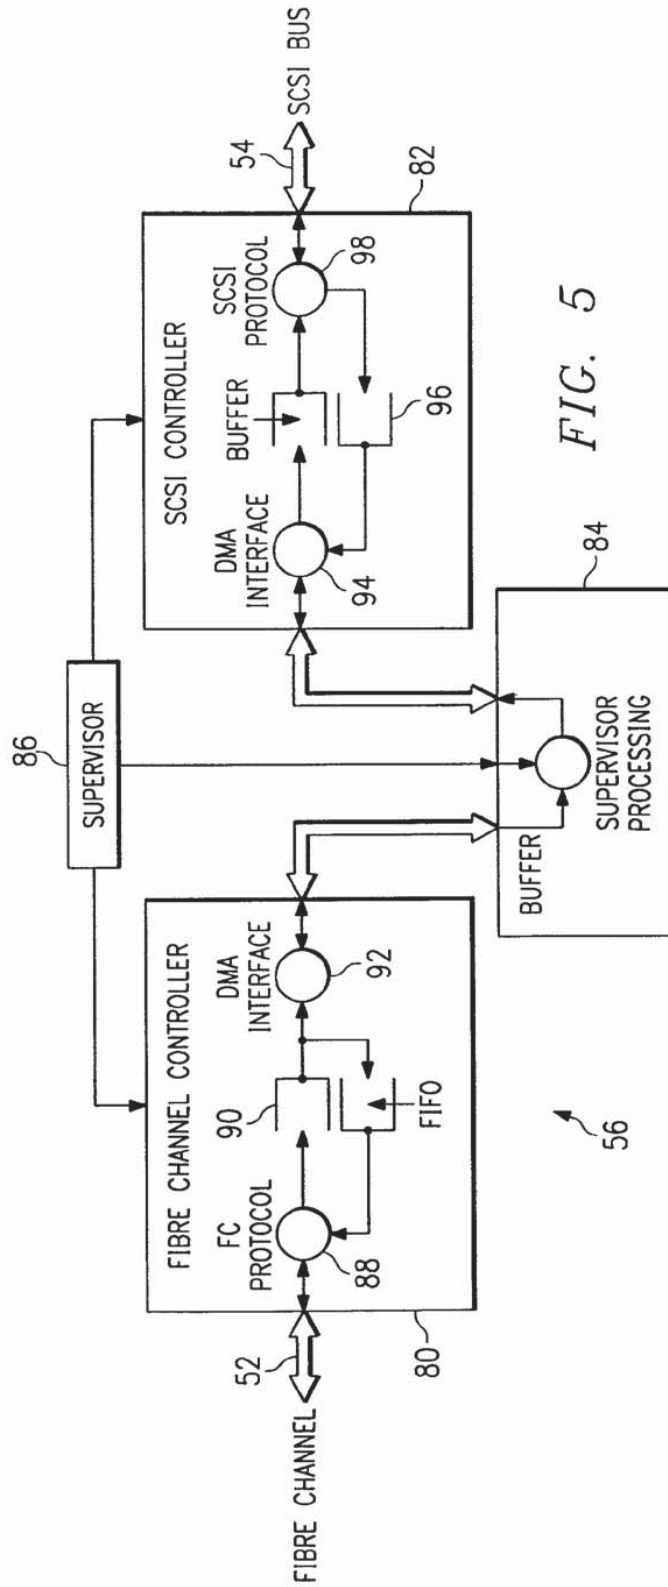 86
SUPERVISOR
FIBRE CHANNEL CONTROLLER
FC
PROTOCOL
88
90
FIFO
DMA
INTERFACE
92
80
FIBRE CHANNEL
52
SCSI CONTROLLER
DMA
INTERFACE
94
BUFFER
96
SCSI
PROTOCOL
98
82
54
SCSI BUS
BUFFER
SUPERVISOR
PROCESSING
84
56
FIG. 5